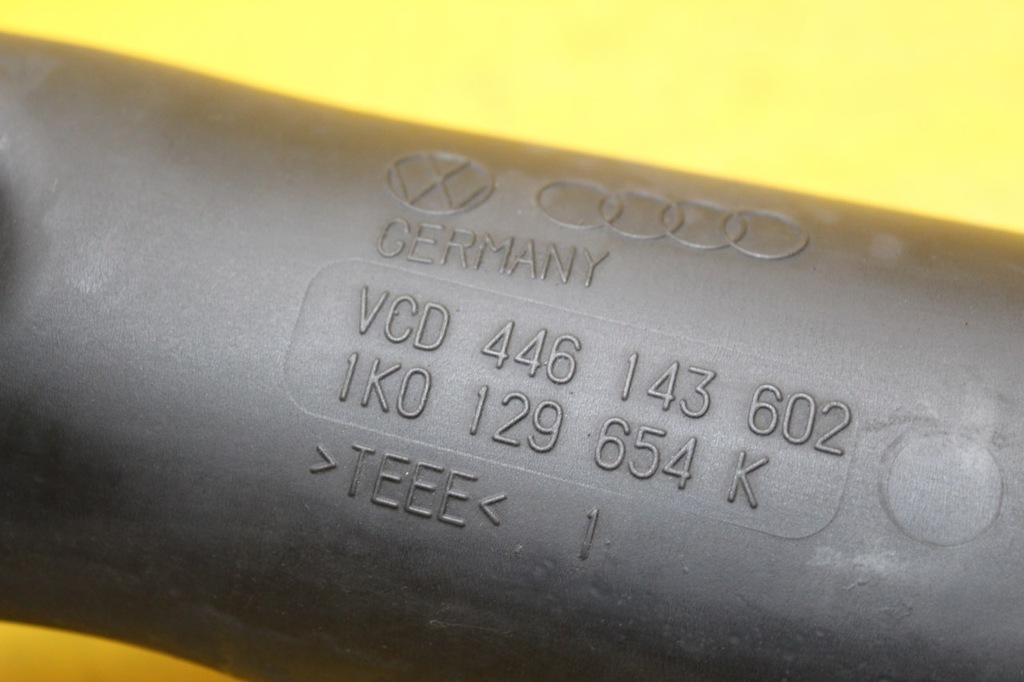 GERMANY
VCD 446 143 602
1K0 129 654 K
>TEEE< 1